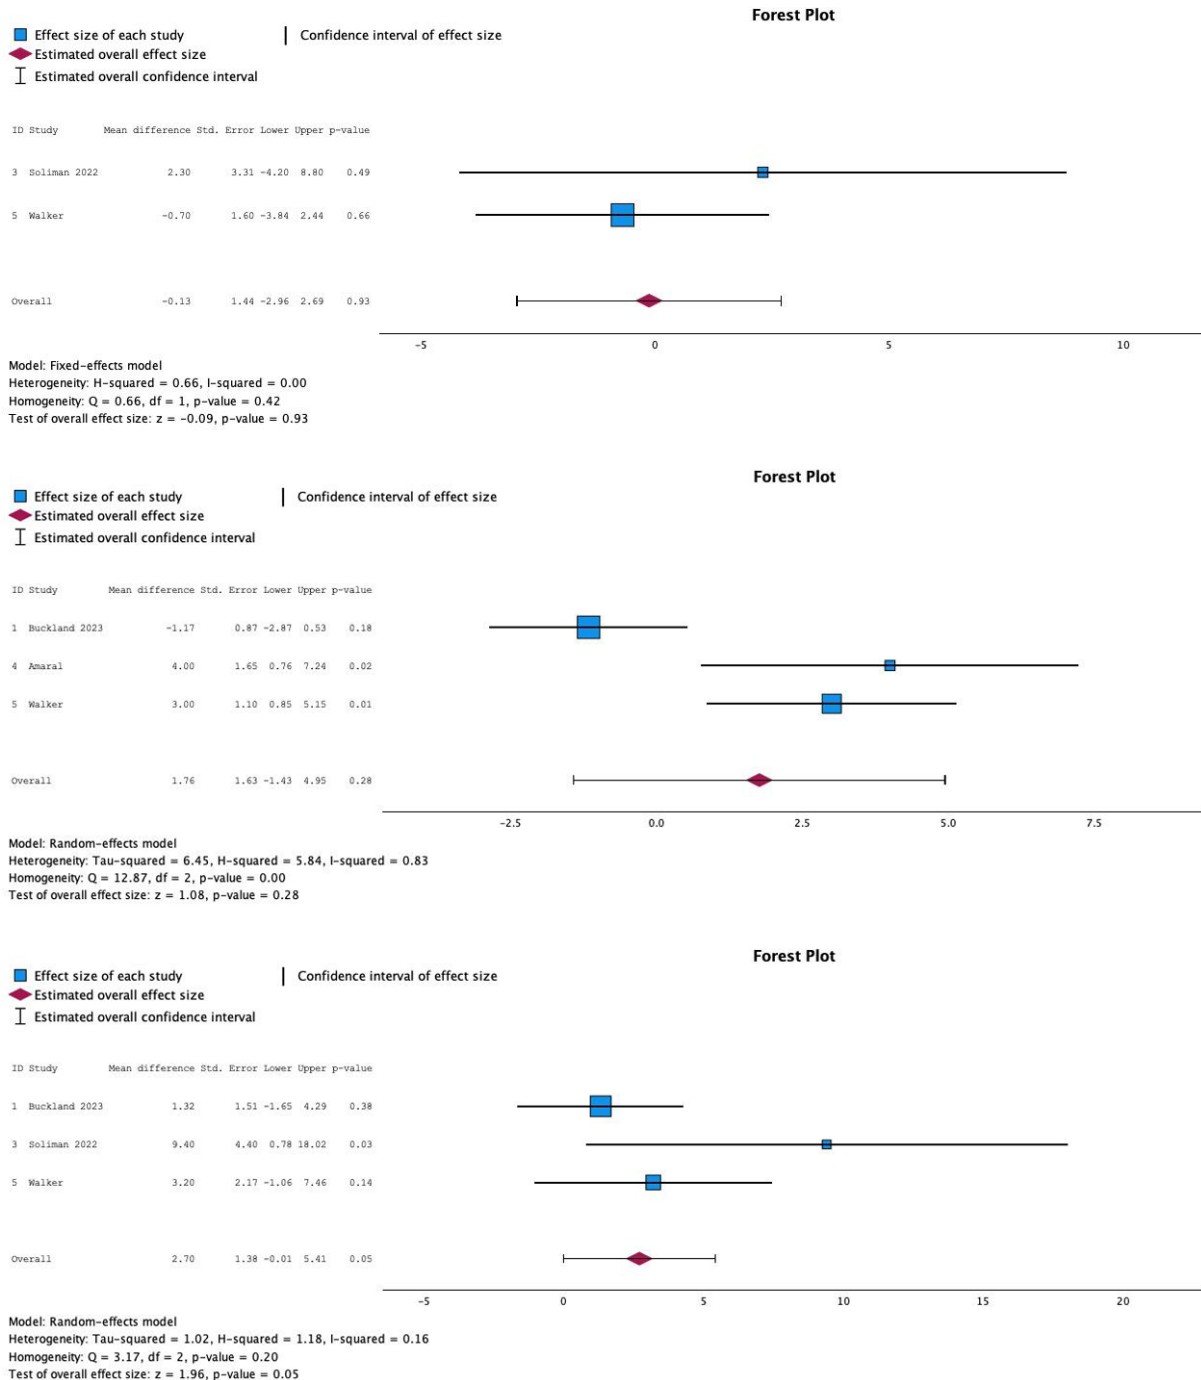 Forest Plot
Effect size of each study Confidence interval of effect size
Estimated overall effect size
Estimated overall confidence interval
ID Study Mean difference Std. Error Lower Upper p-value
3 Soliman 2022 2.30 3.31 -4.20 8.80 0.49
5 Walker -0.70 1.60 -3.84 2.44 0.66
Overall -0.13 1.44 -2.96 2.69 0.93
-5 0 5 10
Model: Fixed-effects model
Heterogeneity: H-squared = 0.66, I-squared = 0.00
Homogeneity: Q = 0.66, df = 1, p-value = 0.42
Test of overall effect size: z = -0.09, p-value = 0.93
Forest Plot
Effect size of each study Confidence interval of effect size
Estimated overall effect size
Estimated overall confidence interval
ID Study Mean difference Std. Error Lower Upper p-value
1 Buckland 2023 -1.17 0.87 -2.87 0.53 0.18
4 Amaral 4.00 1.65 0.76 7.24 0.02
5 Walker 3.00 1.10 0.85 5.15 0.01
Overall 1.76 1.63 -1.43 4.95 0.28
-2.5 0.0 2.5 5.0 7.5
Model: Random-effects model
Heterogeneity: Tau-squared = 6.45, H-squared = 5.84, I-squared = 0.83
Homogeneity: Q = 12.87, df = 2, p-value = 0.00
Test of overall effect size: z = 1.08, p-value = 0.28
Forest Plot
Effect size of each study Confidence interval of effect size
Estimated overall effect size
Estimated overall confidence interval
ID Study Mean difference Std. Error Lower Upper p-value
1 Buckland 2023 1.32 1.51 -1.65 4.29 0.38
3 Soliman 2022 9.40 4.40 0.78 18.02 0.03
5 Walker 3.20 2.17 -1.06 7.46 0.14
Overall 2.70 1.38 -0.01 5.41 0.05
-5 0 5 10 15 20
Model: Random-effects model
Heterogeneity: Tau-squared = 1.02, H-squared = 1.18, I-squared = 0.16
Homogeneity: Q = 3.17, df = 2, p-value = 0.20
Test of overall effect size: z = 1.96, p-value = 0.05